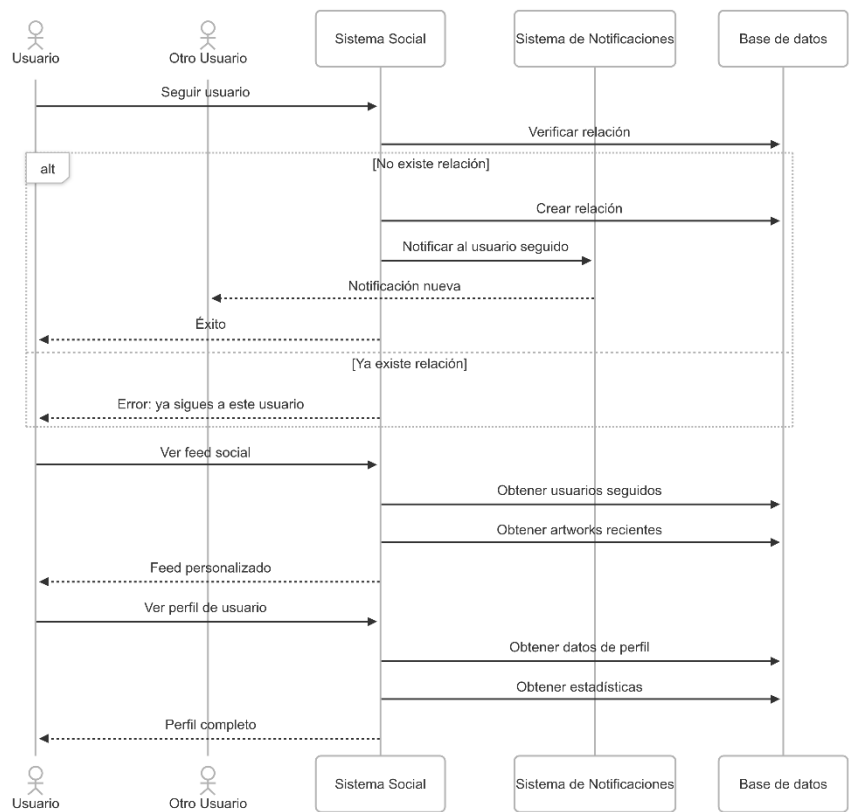 Usuario
Otro Usuario
Sistema Social
Sistema de Notificaciones
Base de datos
Seguir usuario
Verificar relación
alt
[No existe relación]
Crear relación
Notificar al usuario seguido
Notificación nueva
Éxito
[Ya existe relación]
Error: ya sigues a este usuario
Ver feed social
Obtener usuarios seguidos
Obtener artworks recientes
Feed personalizado
Ver perfil de usuario
Obtener datos de perfil
Obtener estadísticas
Perfil completo
Usuario
Otro Usuario
Sistema Social
Sistema de Notificaciones
Base de datos